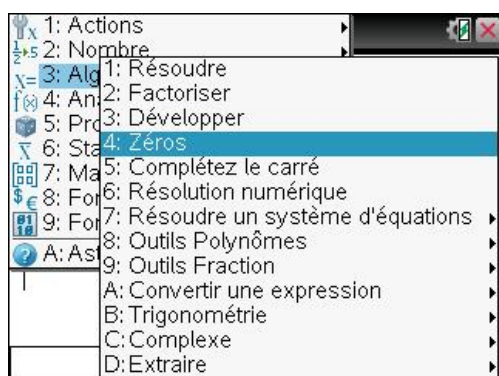 1: Actions
2: Nombre
3: Alg
4: An
5: Pro
6: Sta
7: Ma
8: For
9: For
A: Ast
1: Résoudre
2: Factoriser
3: Développer
4: Zéros
5: Complétez le carré
6: Résolution numérique
7: Résoudre un système d'équations
8: Outils Polynômes
9: Outils Fraction
A: Convertir une expression
B: Trigonométrie
C: Complexe
D: Extraire